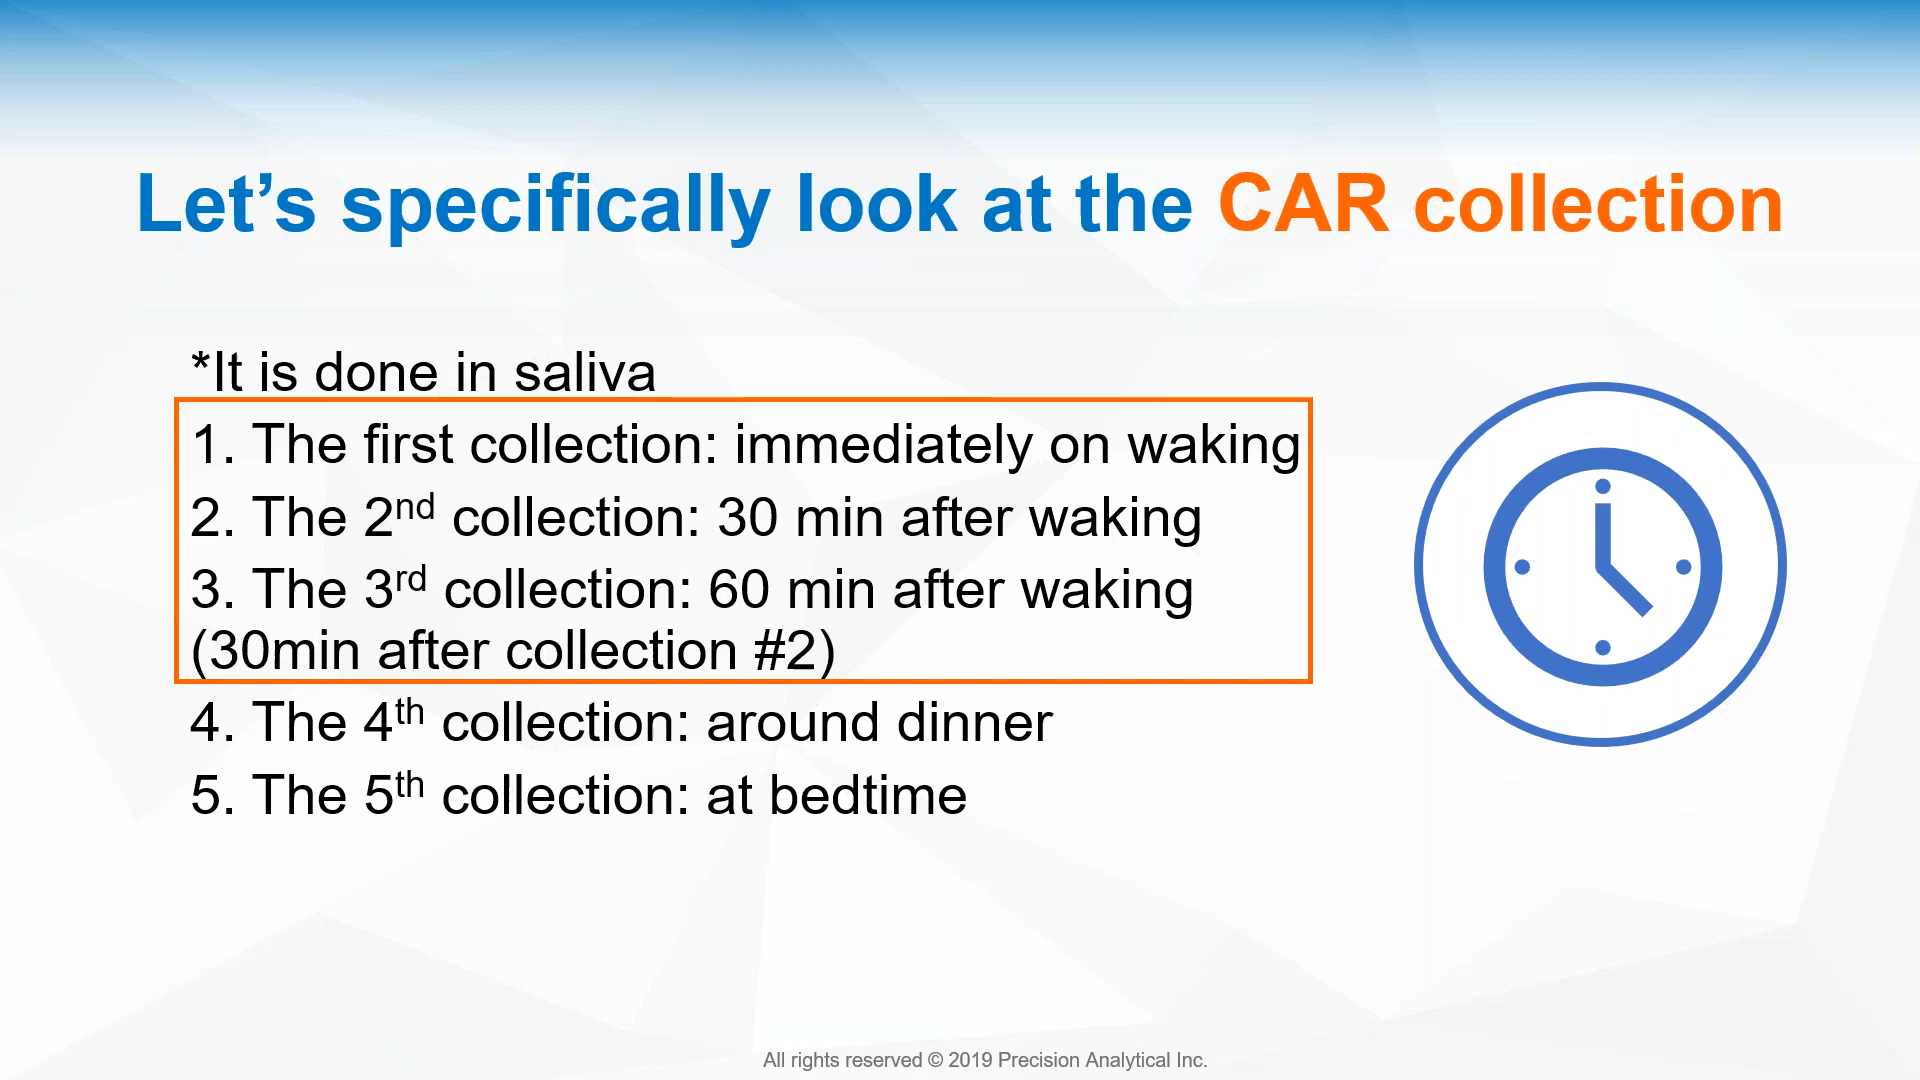 Let’s specifically look at the CAR collection
*It is done in saliva
1. The first collection: immediately on waking
2. The 2nd collection: 30 min after waking
3. The 3rd collection: 60 min after waking
(30min after collection #2)
4. The 4th collection: around dinner
5. The 5th collection: at bedtime
All rights reserved © 2019 Precision Analytical Inc.